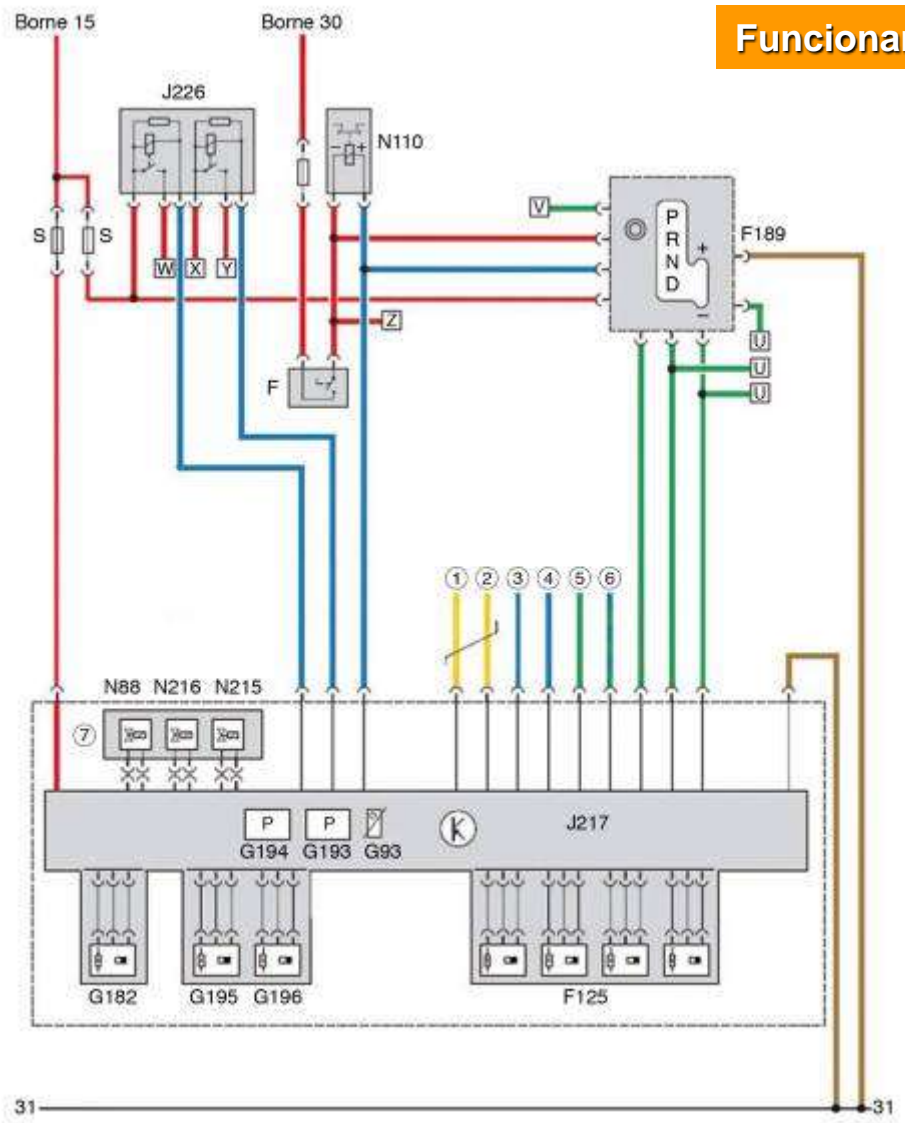 Borne 15
Borne 30
Funcionar
J226
N110
V
P
R
N
D
+
-
F189
S
S
W
X
Y
Z
F
U
U
U
1
2
3
4
5
6
N88 N216 N215
7
P
P
J217
G194 G193 G93
G182
G195 G196
F125
31
31